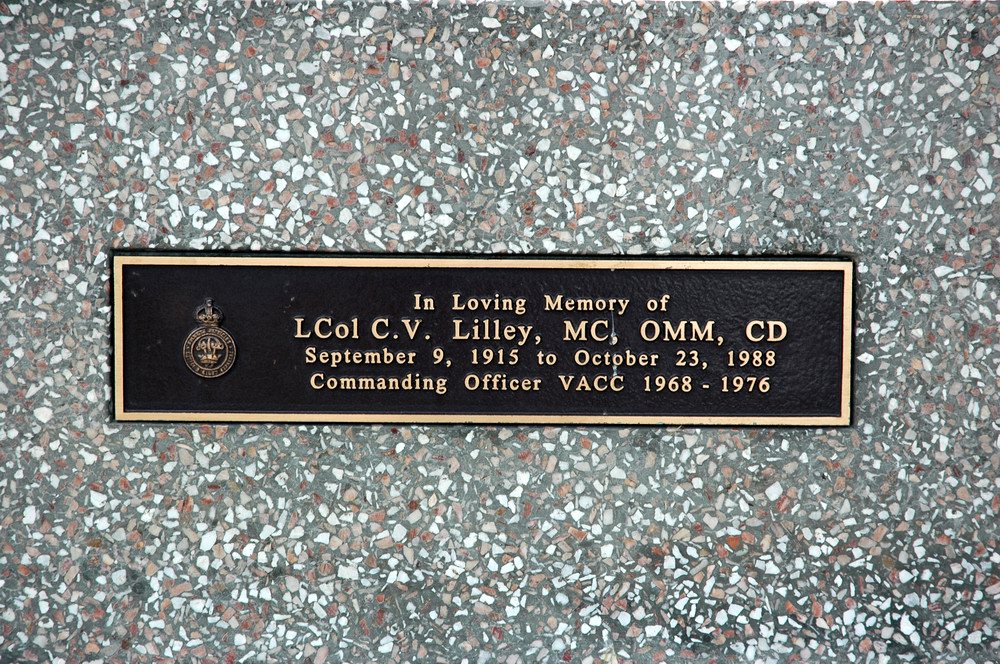 In Loving Memory of
LCol C.V. Lilley, MC, OMM, CD
September 9, 1915 to October 23, 1988
Commanding Officer VACC 1968 - 1976